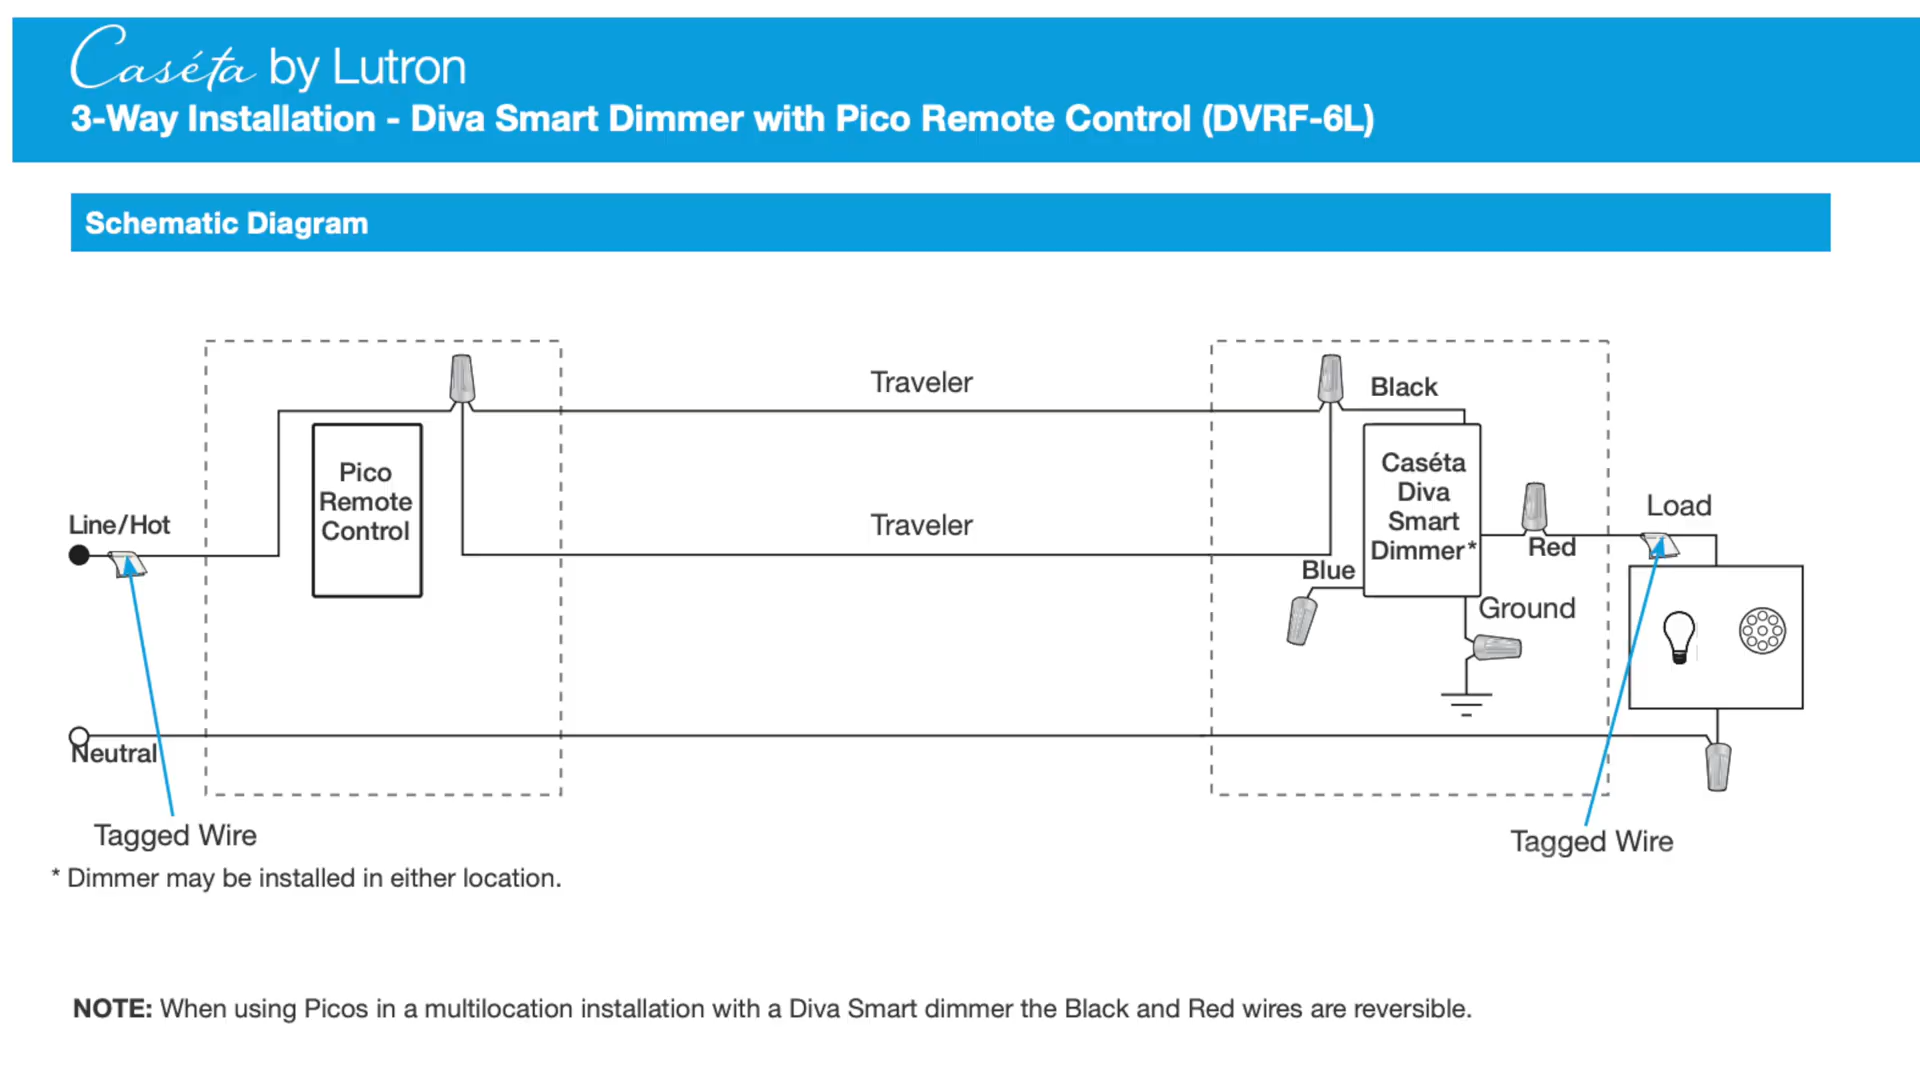 Caséta by Lutron
3-Way Installation - Diva Smart Dimmer with Pico Remote Control (DVRF-6L)
Schematic Diagram
Traveler
Black
Pico
Remote
Control
Caséta
Diva
Smart
Dimmer*
Line/Hot
Traveler
Load
Red
Blue
Ground
Neutral
Tagged Wire
Tagged Wire
* Dimmer may be installed in either location.
NOTE: When using Picos in a multilocation installation with a Diva Smart dimmer the Black and Red wires are reversible.